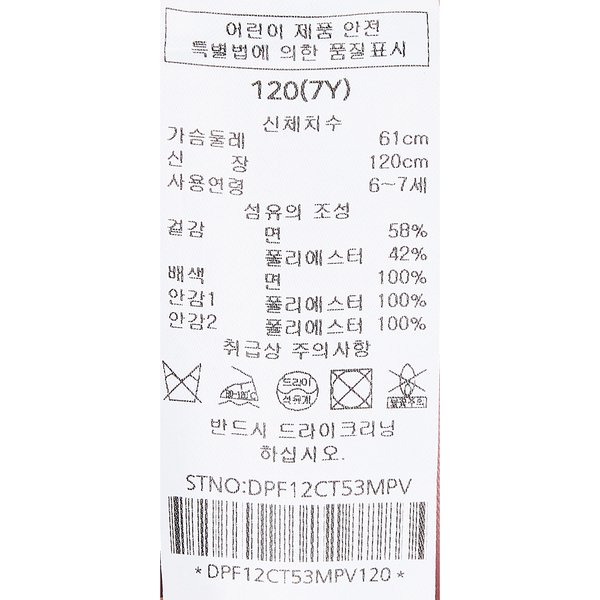 어린이 제품 안전
특별법에 의한 품질표시
120(7Y)
신체치수
가슴둘레 61cm
신 장 120cm
사용연령 6~7세
섬유의 조성
겉감 면 58%
폴리에스터 42%
배색 면 100%
안감1 폴리에스터 100%
안감2 폴리에스터 100%
취급상 주의사항
드라이
석유계
반드시 드라이크리닝
하십시오.
STNO:DPF12CT53MPV
*DPF12CT53MPV120*